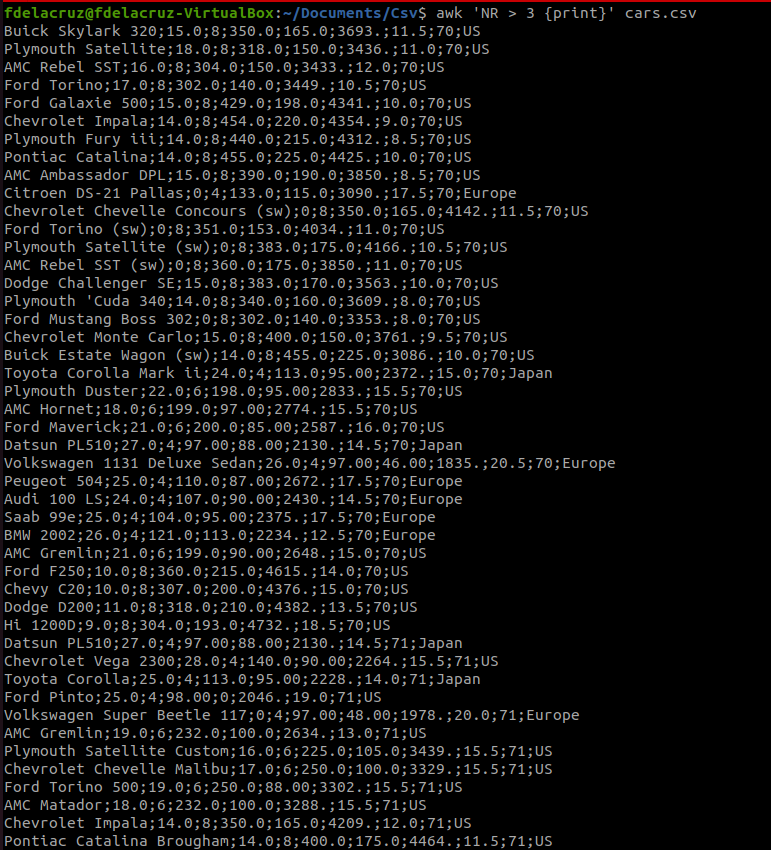 fdelacruz@fdelacruz-VirtualBox:~/Documents/Csv$ awk 'NR > 3 {print}' cars.csv
Buick Skylark 320;15.0;8;350.0;165.0;3693.;11.5;70;US
Plymouth Satellite;18.0;8;318.0;150.0;3436.;11.0;70;US
AMC Rebel SST;16.0;8;304.0;150.0;3433.;12.0;70;US
Ford Torino;17.0;8;302.0;140.0;3449.;10.5;70;US
Ford Galaxie 500;15.0;8;429.0;198.0;4341.;10.0;70;US
Chevrolet Impala;14.0;8;454.0;220.0;4354.;9.0;70;US
Plymouth Fury iii;14.0;8;440.0;215.0;4312.;8.5;70;US
Pontiac Catalina;14.0;8;455.0;225.0;4425.;10.0;70;US
AMC Ambassador DPL;15.0;8;390.0;190.0;3850.;8.5;70;US
Citroen DS-21 Pallas;0;4;133.0;115.0;3090.;17.5;70;Europe
Chevrolet Chevelle Concours (sw);0;8;350.0;165.0;4142.;11.5;70;US
Ford Torino (sw);0;8;351.0;153.0;4034.;11.0;70;US
Plymouth Satellite (sw);0;8;383.0;175.0;4166.;10.5;70;US
AMC Rebel SST (sw);0;8;360.0;175.0;3850.;11.0;70;US
Dodge Challenger SE;15.0;8;383.0;170.0;3563.;10.0;70;US
Plymouth 'Cuda 340;14.0;8;340.0;160.0;3609.;8.0;70;US
Ford Mustang Boss 302;0;8;302.0;140.0;3353.;8.0;70;US
Chevrolet Monte Carlo;15.0;8;400.0;150.0;3761.;9.5;70;US
Buick Estate Wagon (sw);14.0;8;455.0;225.0;3086.;10.0;70;US
Toyota Corolla Mark ii;24.0;4;113.0;95.00;2372.;15.0;70;Japan
Plymouth Duster;22.0;6;198.0;95.00;2833.;15.5;70;US
AMC Hornet;18.0;6;199.0;97.00;2774.;15.5;70;US
Ford Maverick;21.0;6;200.0;85.00;2587.;16.0;70;US
Datsun PL510;27.0;4;97.00;88.00;2130.;14.5;70;Japan
Volkswagen 1131 Deluxe Sedan;26.0;4;97.00;46.00;1835.;20.5;70;Europe
Peugeot 504;25.0;4;110.0;87.00;2672.;17.5;70;Europe
Audi 100 LS;24.0;4;107.0;90.00;2430.;14.5;70;Europe
Saab 99e;25.0;4;104.0;95.00;2375.;17.5;70;Europe
BMW 2002;26.0;4;121.0;113.0;2234.;12.5;70;Europe
AMC Gremlin;21.0;6;199.0;90.00;2648.;15.0;70;US
Ford F250;10.0;8;360.0;215.0;4615.;14.0;70;US
Chevy C20;10.0;8;307.0;200.0;4376.;15.0;70;US
Dodge D200;11.0;8;318.0;210.0;4382.;13.5;70;US
Hi 1200D;9.0;8;304.0;193.0;4732.;18.5;70;US
Datsun PL510;27.0;4;97.00;88.00;2130.;14.5;71;Japan
Chevrolet Vega 2300;28.0;4;140.0;90.00;2264.;15.5;71;US
Toyota Corolla;25.0;4;113.0;95.00;2228.;14.0;71;Japan
Ford Pinto;25.0;4;98.00;0;2046.;19.0;71;US
Volkswagen Super Beetle 117;0;4;97.00;48.00;1978.;20.0;71;Europe
AMC Gremlin;19.0;6;232.0;100.0;2634.;13.0;71;US
Plymouth Satellite Custom;16.0;6;225.0;105.0;3439.;15.5;71;US
Chevrolet Chevelle Malibu;17.0;6;250.0;100.0;3329.;15.5;71;US
Ford Torino 500;19.0;6;250.0;88.00;3302.;15.5;71;US
AMC Matador;18.0;6;232.0;100.0;3288.;15.5;71;US
Chevrolet Impala;14.0;8;350.0;165.0;4209.;12.0;71;US
Pontiac Catalina Brougham;14.0;8;400.0;175.0;4464.;11.5;71;US